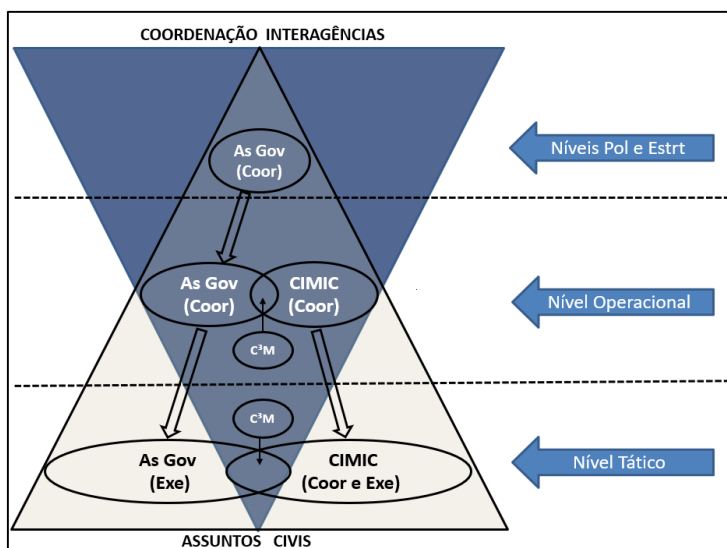 COORDENAÇÃO INTERAGÊNCIAS
As Gov
(Coor)
Níveis Pol e Estrt
As Gov
(Coor)
CIMIC
(Coor)
Nível Operacional
C³M
C³M
As Gov
(Exe)
CIMIC
(Coor e Exe)
Nível Tático
ASSUNTOS CIVIS